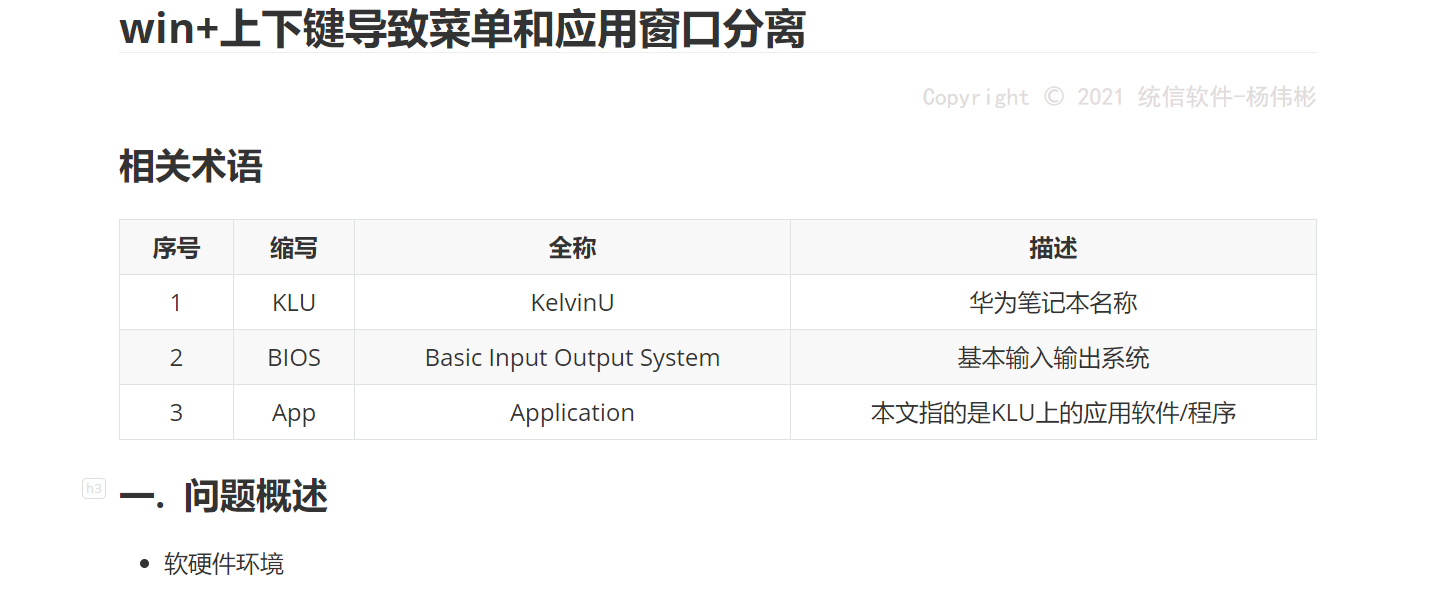 win+上下键导致菜单和应用窗口分离
Copyright © 2021 统信软件-杨伟彬
相关术语
序号 缩写 全称 描述
1 KLU KelvinU 华为笔记本名称
2 BIOS Basic Input Output System 基本输入输出系统
3 App Application 本文指的是KLU上的应用软件/程序
h3
一. 问题概述
软硬件环境